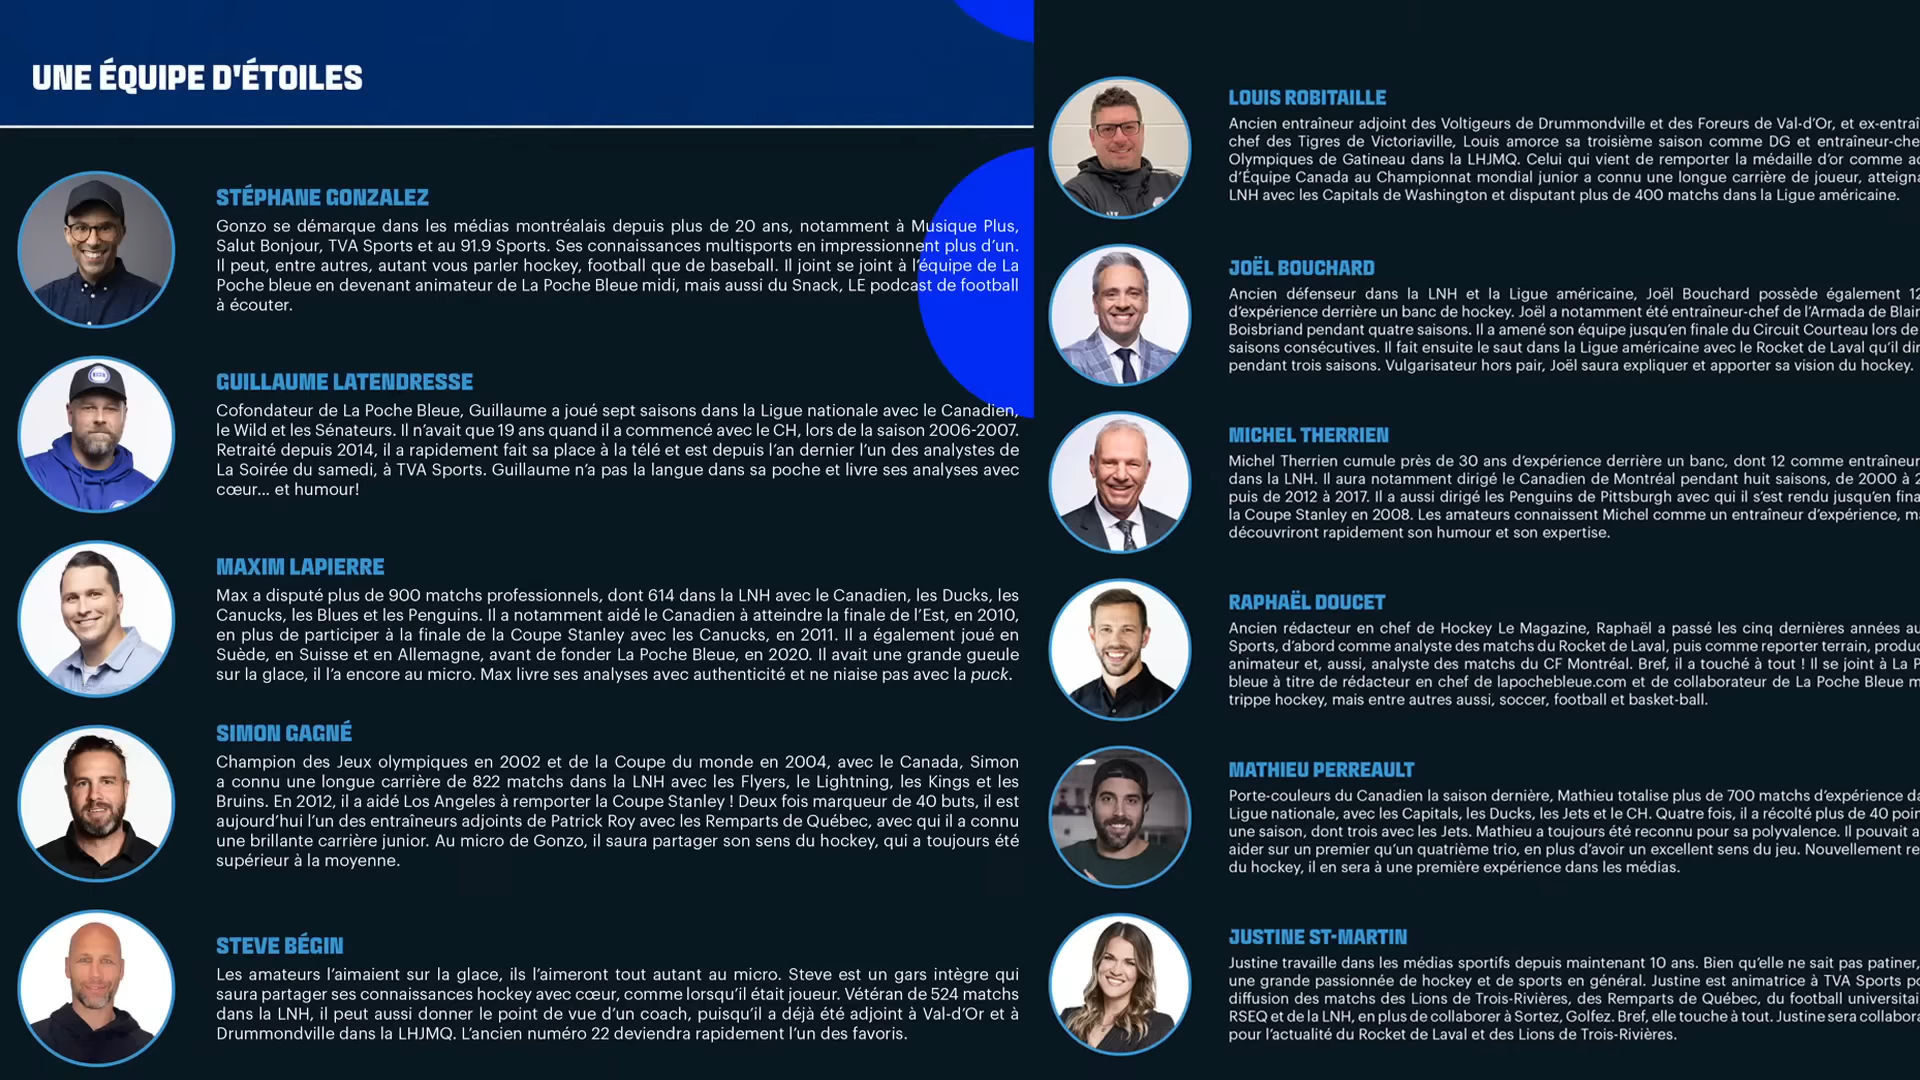 UNE ÉQUIPE D'ÉTOILES
STÉPHANE GONZALEZ
Gonzo se démarque dans les médias montréalais depuis plus de 20 ans, notamment à Musique Plus,
Salut Bonjour, TVA Sports et au 91.9 Sports. Ses connaissances multisports en impressionnent plus d’un.
Il peut, entre autres, autant vous parler hockey, football que de baseball. Il joint se joint à l’équipe de La
Poche bleue en devenant animateur de La Poche Bleue midi, mais aussi du Snack, LE podcast de football
à écouter.
GUILLAUME LATENDRESSE
Cofondateur de La Poche Bleue, Guillaume a joué sept saisons dans la Ligue nationale avec le Canadien,
le Wild et les Sénateurs. Il n’avait que 19 ans quand il a commencé avec le CH, lors de la saison 2006-2007.
Retraité depuis 2014, il a rapidement fait sa place à la télé et est depuis l’an dernier l’un des analystes de
La Soirée du samedi, à TVA Sports. Guillaume n’a pas la langue dans sa poche et livre ses analyses avec
cœur... et humour!
MAXIM LAPIERRE
Max a disputé plus de 900 matchs professionnels, dont 614 dans la LNH avec le Canadien, les Ducks, les
Canucks, les Blues et les Penguins. Il a notamment aidé le Canadien à atteindre la finale de l’Est, en 2010,
en plus de participer à la finale de la Coupe Stanley avec les Canucks, en 2011. Il a également joué en
Suède, en Suisse et en Allemagne, avant de fonder La Poche Bleue, en 2020. Il avait une grande gueule
sur la glace, il l’a encore au micro. Max livre ses analyses avec authenticité et ne niaise pas avec la puck.
SIMON GAGNÉ
Champion des Jeux olympiques en 2002 et de la Coupe du monde en 2004, avec le Canada, Simon
a connu une longue carrière de 822 matchs dans la LNH avec les Flyers, le Lightning, les Kings et les
Bruins. En 2012, il a aidé Los Angeles à remporter la Coupe Stanley ! Deux fois marqueur de 40 buts, il est
aujourd’hui l’un des entraîneurs adjoints de Patrick Roy avec les Remparts de Québec, avec qui il a connu
une brillante carrière junior. Au micro de Gonzo, il saura partager son sens du hockey, qui a toujours été
supérieur à la moyenne.
STEVE BÉGIN
Les amateurs l’aimaient sur la glace, ils l’aimeront tout autant au micro. Steve est un gars intègre qui
saura partager ses connaissances hockey avec cœur, comme lorsqu’il était joueur. Vétéran de 524 matchs
dans la LNH, il peut aussi donner le point de vue d’un coach, puisqu’il a déjà été adjoint à Val-d’Or et à
Drummondville dans la LHJMQ. L’ancien numéro 22 deviendra rapidement l’un des favoris.
LOUIS ROBITAILLE
Ancien entraîneur adjoint des Voltigeurs de Drummondville et des Foreurs de Val-d’Or, et ex-entraî
chef des Tigres de Victoriaville, Louis amorce sa troisième saison comme DG et entraîneur-che
Olympiques de Gatineau dans la LHJMQ. Celui qui vient de remporter la médaille d’or comme ad
d’Équipe Canada au Championnat mondial junior a connu une longue carrière de joueur, atteigna
LNH avec les Capitals de Washington et disputant plus de 400 matchs dans la Ligue américaine.
JOËL BOUCHARD
Ancien défenseur dans la LNH et la Ligue américaine, Joël Bouchard possède également 12
d’expérience derrière un banc de hockey. Joël a notamment été entraîneur-chef de l’Armada de Blair
Boisbriand pendant quatre saisons. Il a amené son équipe jusqu’en finale du Circuit Courteau lors de
saisons consécutives. Il fait ensuite le saut dans la Ligue américaine avec le Rocket de Laval qu’il dir
pendant trois saisons. Vulgarisateur hors pair, Joël saura expliquer et apporter sa vision du hockey.
MICHEL THERRIEN
Michel Therrien cumule près de 30 ans d’expérience derrière un banc, dont 12 comme entraîneur
dans la LNH. Il aura notamment dirigé le Canadien de Montréal pendant huit saisons, de 2000 à 2
puis de 2012 à 2017. Il a aussi dirigé les Penguins de Pittsburgh avec qui il s’est rendu jusqu’en fina
la Coupe Stanley en 2008. Les amateurs connaissent Michel comme un entraîneur d’expérience, ma
découvriront rapidement son humour et son expertise.
RAPHAËL DOUCET
Ancien rédacteur en chef de Hockey Le Magazine, Raphaël a passé les cinq dernières années au
Sports, d’abord comme analyste des matchs du Rocket de Laval, puis comme reporter terrain, produc
animateur et, aussi, analyste des matchs du CF Montréal. Bref, il a touché à tout ! Il se joint à La P
bleue à titre de rédacteur en chef de lapochebleue.com et de collaborateur de La Poche Bleue m
trippe hockey, mais entre autres aussi, soccer, football et basket-ball.
MATHIEU PERREAULT
Porte-couleurs du Canadien la saison dernière, Mathieu totalise plus de 700 matchs d’expérience da
Ligue nationale, avec les Capitals, les Ducks, les Jets et le CH. Quatre fois, il a récolté plus de 40 poin
une saison, dont trois avec les Jets. Mathieu a toujours été reconnu pour sa polyvalence. Il pouvait a
aider sur un premier qu’un quatrième trio, en plus d’avoir un excellent sens du jeu. Nouvellement re
du hockey, il en sera à une première expérience dans les médias.
JUSTINE ST-MARTIN
Justine travaille dans les médias sportifs depuis maintenant 10 ans. Bien qu’elle ne sait pas patiner,
une grande passionnée de hockey et de sports en général. Justine est animatrice à TVA Sports po
diffusion des matchs des Lions de Trois-Rivières, des Remparts de Québec, du football universitai
RSEQ et de la LNH, en plus de collaborer à Sortez, Golfez. Bref, elle touche à tout. Justine sera collabora
pour l’actualité du Rocket de Laval et des Lions de Trois-Rivières.